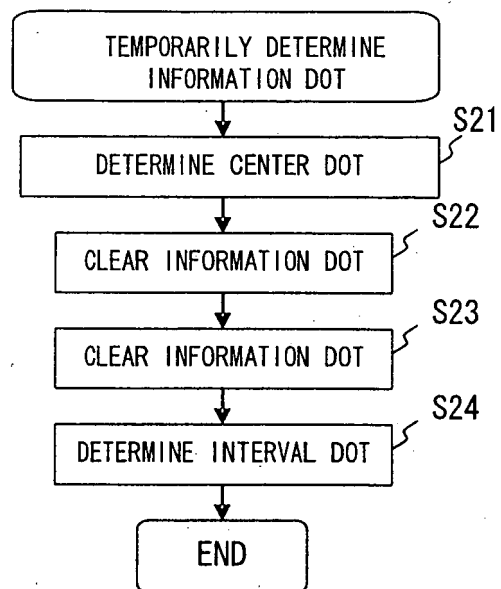 TEMPORARILY DETERMINE
INFORMATION DOT
S21
DETERMINE CENTER DOT
S22
CLEAR INFORMATION DOT
S23
CLEAR INFORMATION DOT
S24
DETERMINE INTERVAL DOT
END